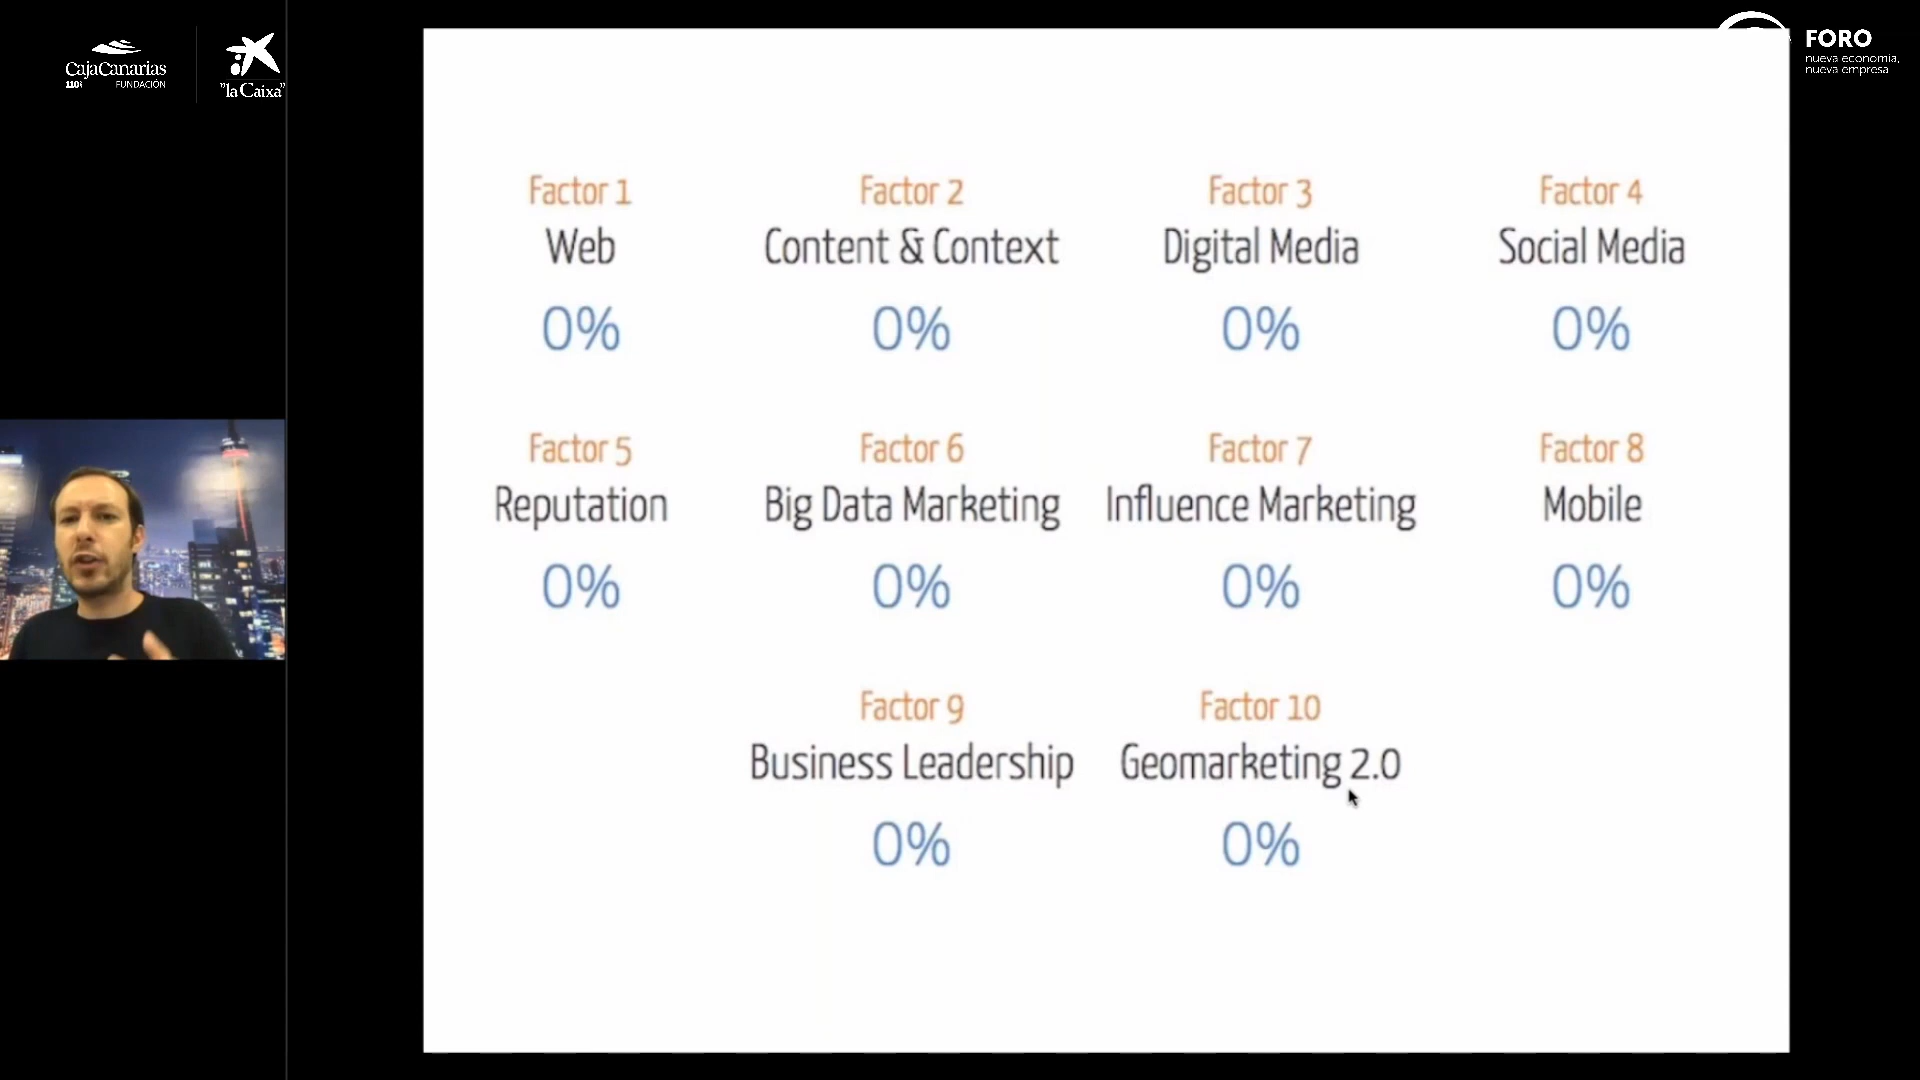 CajaCanarias
FUNDACIÓN
"la Caixa"
FORO
nueva economía,
nueva empresa
Factor 1
Web
0%
Factor 2
Content & Context
0%
Factor 3
Digital Media
0%
Factor 4
Social Media
0%
Factor 5
Reputation
0%
Factor 6
Big Data Marketing
0%
Factor 7
Influence Marketing
0%
Factor 8
Mobile
0%
Factor 9
Business Leadership
0%
Factor 10
Geomarketing 2.0
0%